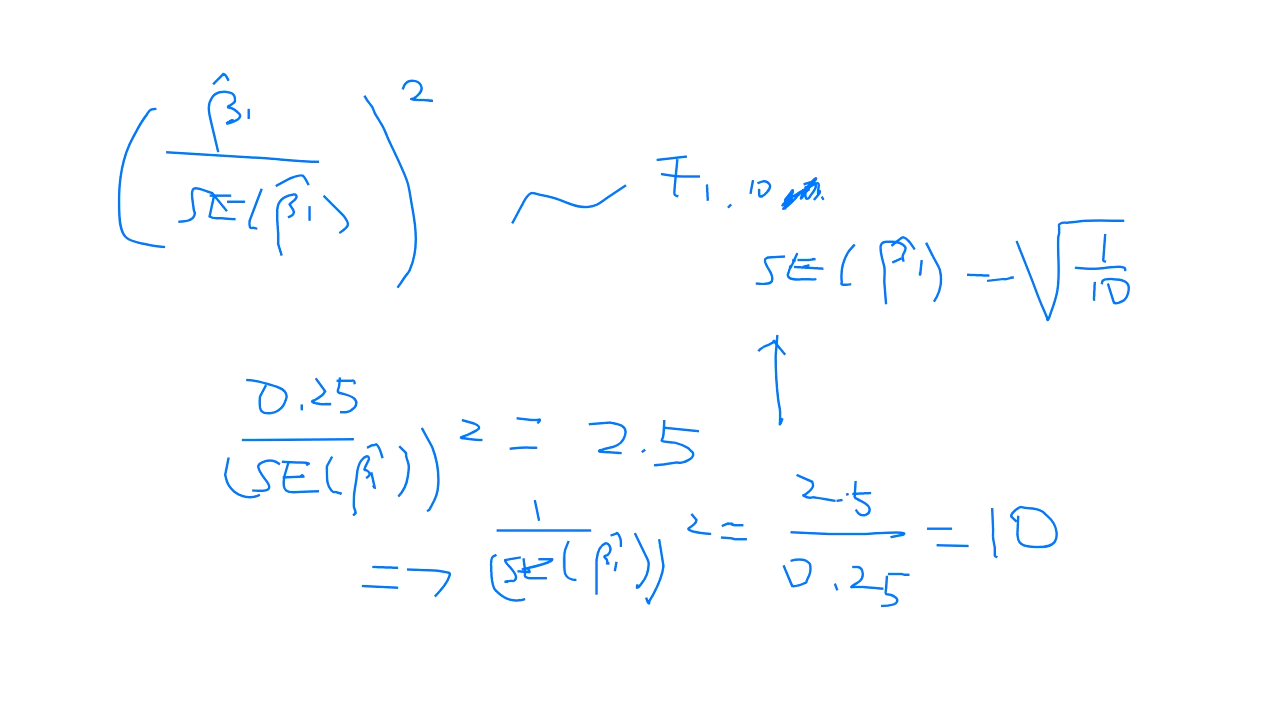 (β̂₁ / SE(β̂₁))² ~ F₁,₁₀
SE(β̂₁) = √(1/10)
↑
0.25 / (SE(β̂₁))² = 2.5
=> 1 / (SE(β̂₁))² = 2.5 / 0.25 = 10